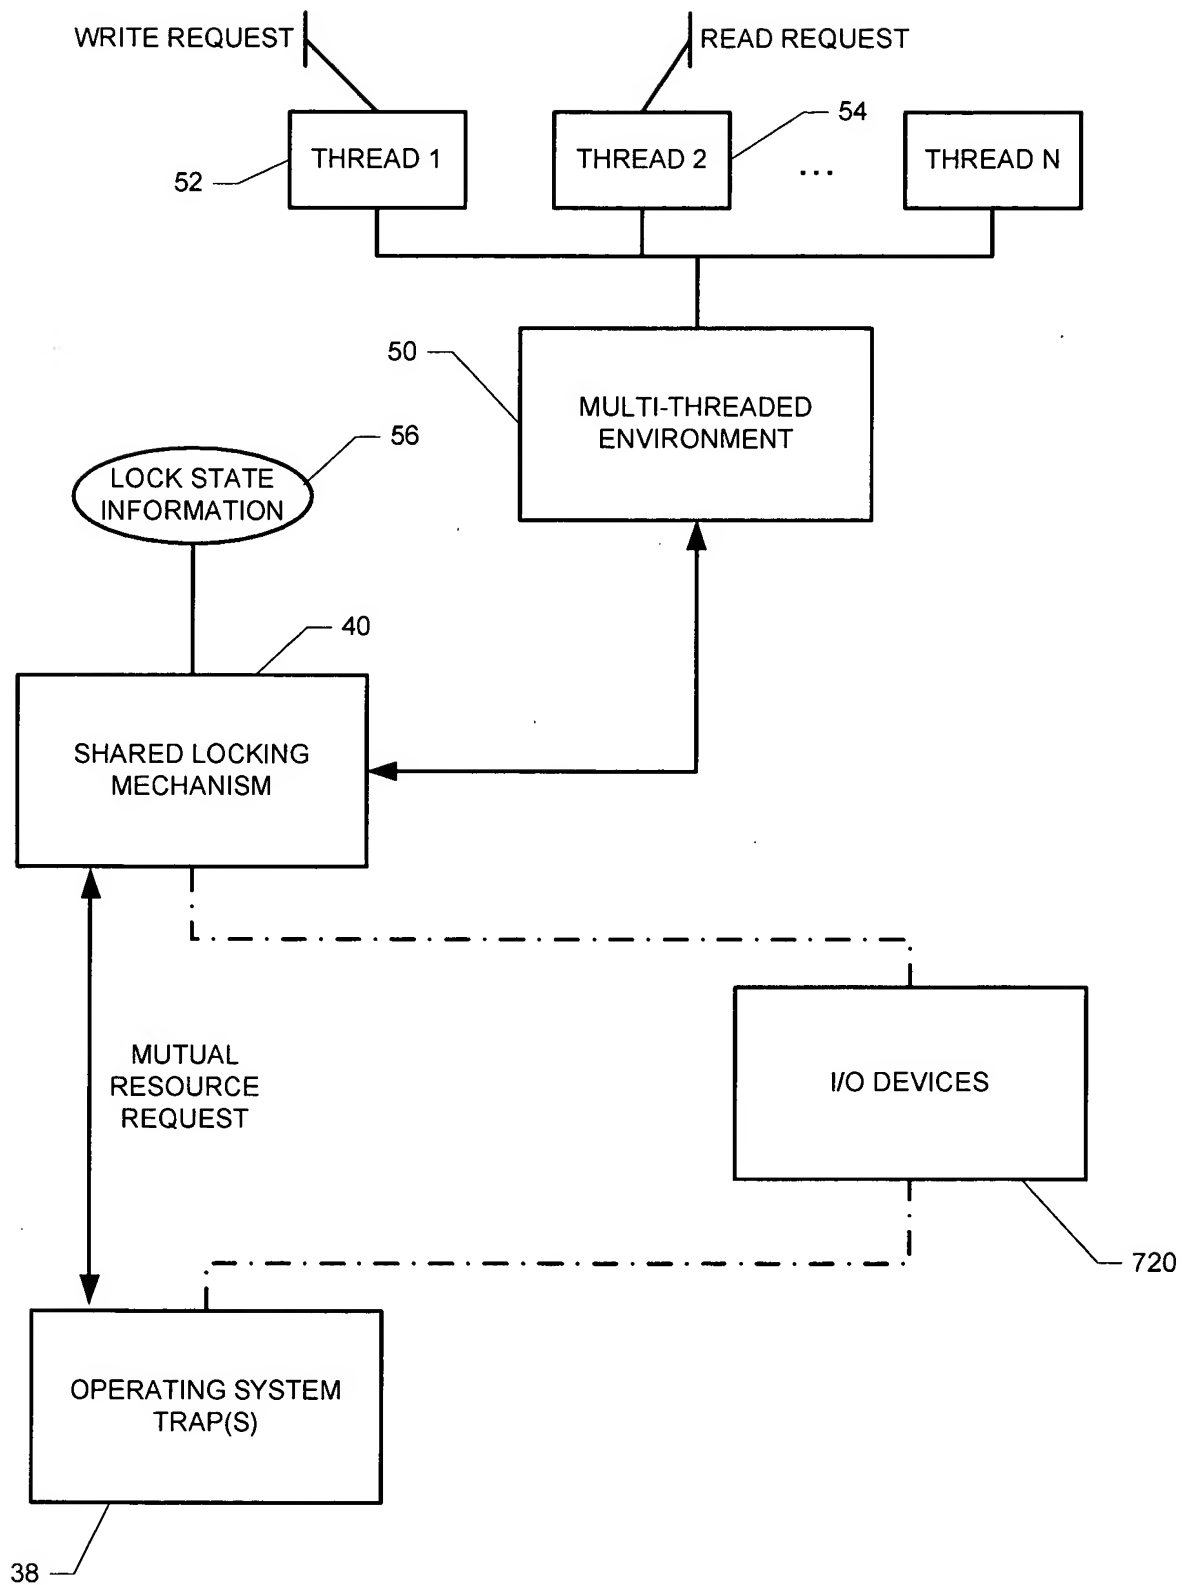 WRITE REQUEST
READ REQUEST
54
THREAD 1
THREAD 2
...
THREAD N
52
50
MULTI-THREADED
ENVIRONMENT
56
LOCK STATE
INFORMATION
40
SHARED LOCKING
MECHANISM
MUTUAL
RESOURCE
REQUEST
I/O DEVICES
720
OPERATING SYSTEM
TRAP(S)
38